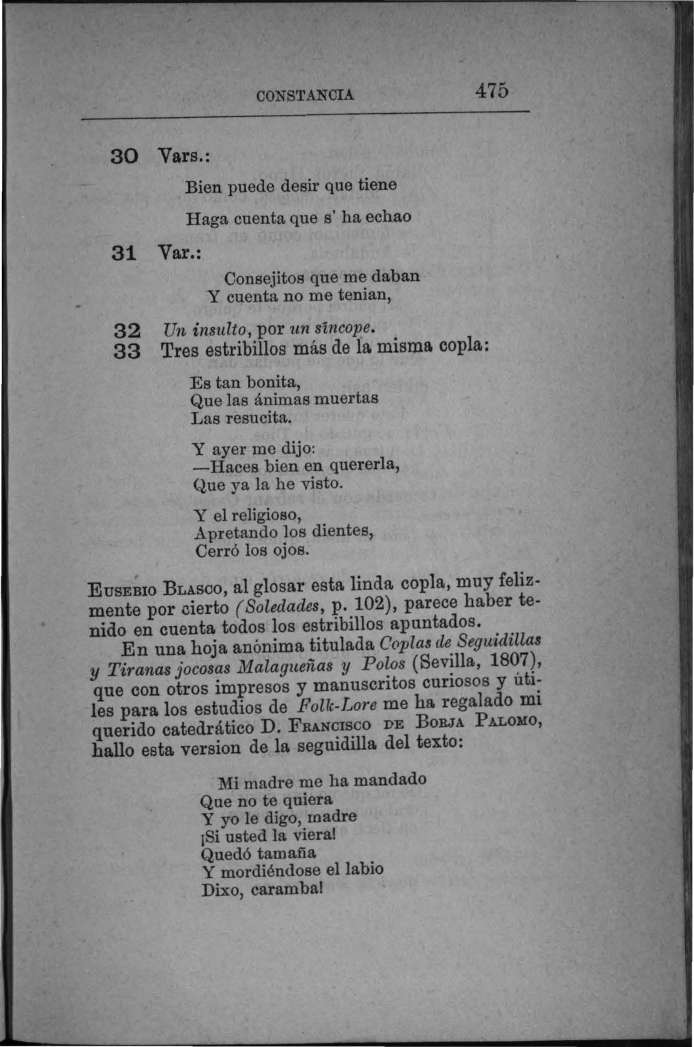 CONSTANCIA 475
30 Vars.:
Bien puede desir que tiene
Haga cuenta que s' ha echao
31 Var.:
Consejitos que me daban
Y cuenta no me tenian,
32 Un insulto, por un síncope.
33 Tres estribillos más de la misma copla:
Es tan bonita,
Que las ánimas muertas
Las resucita.
Y ayer me dijo:
—Haces bien en quererla,
Que ya la he visto.
Y el religioso,
Apretando los dientes,
Cerró los ojos.
EUSEBIO BLASCO, al glosar esta linda copla, muy feliz-
mente por cierto (Soledades, p. 102), parece haber te-
nido en cuenta todos los estribillos apuntados.
En una hoja anónima titulada Coplas de Seguidillas
y Tiranas jocosas Malagueñas y Polos (Sevilla, 1807),
que con otros impresos y manuscritos curiosos y úti-
les para los estudios de Folk-Lore me ha regalado mi
querido catedrático D. FRANCISCO DE BORJA PALOMO,
hallo esta version de la seguidilla del texto:
Mi madre me ha mandado
Que no te quiera
Y yo le digo, madre
¡Si usted la viera!
Quedó tamaña
Y mordiéndose el labio
Dixo, caramba!